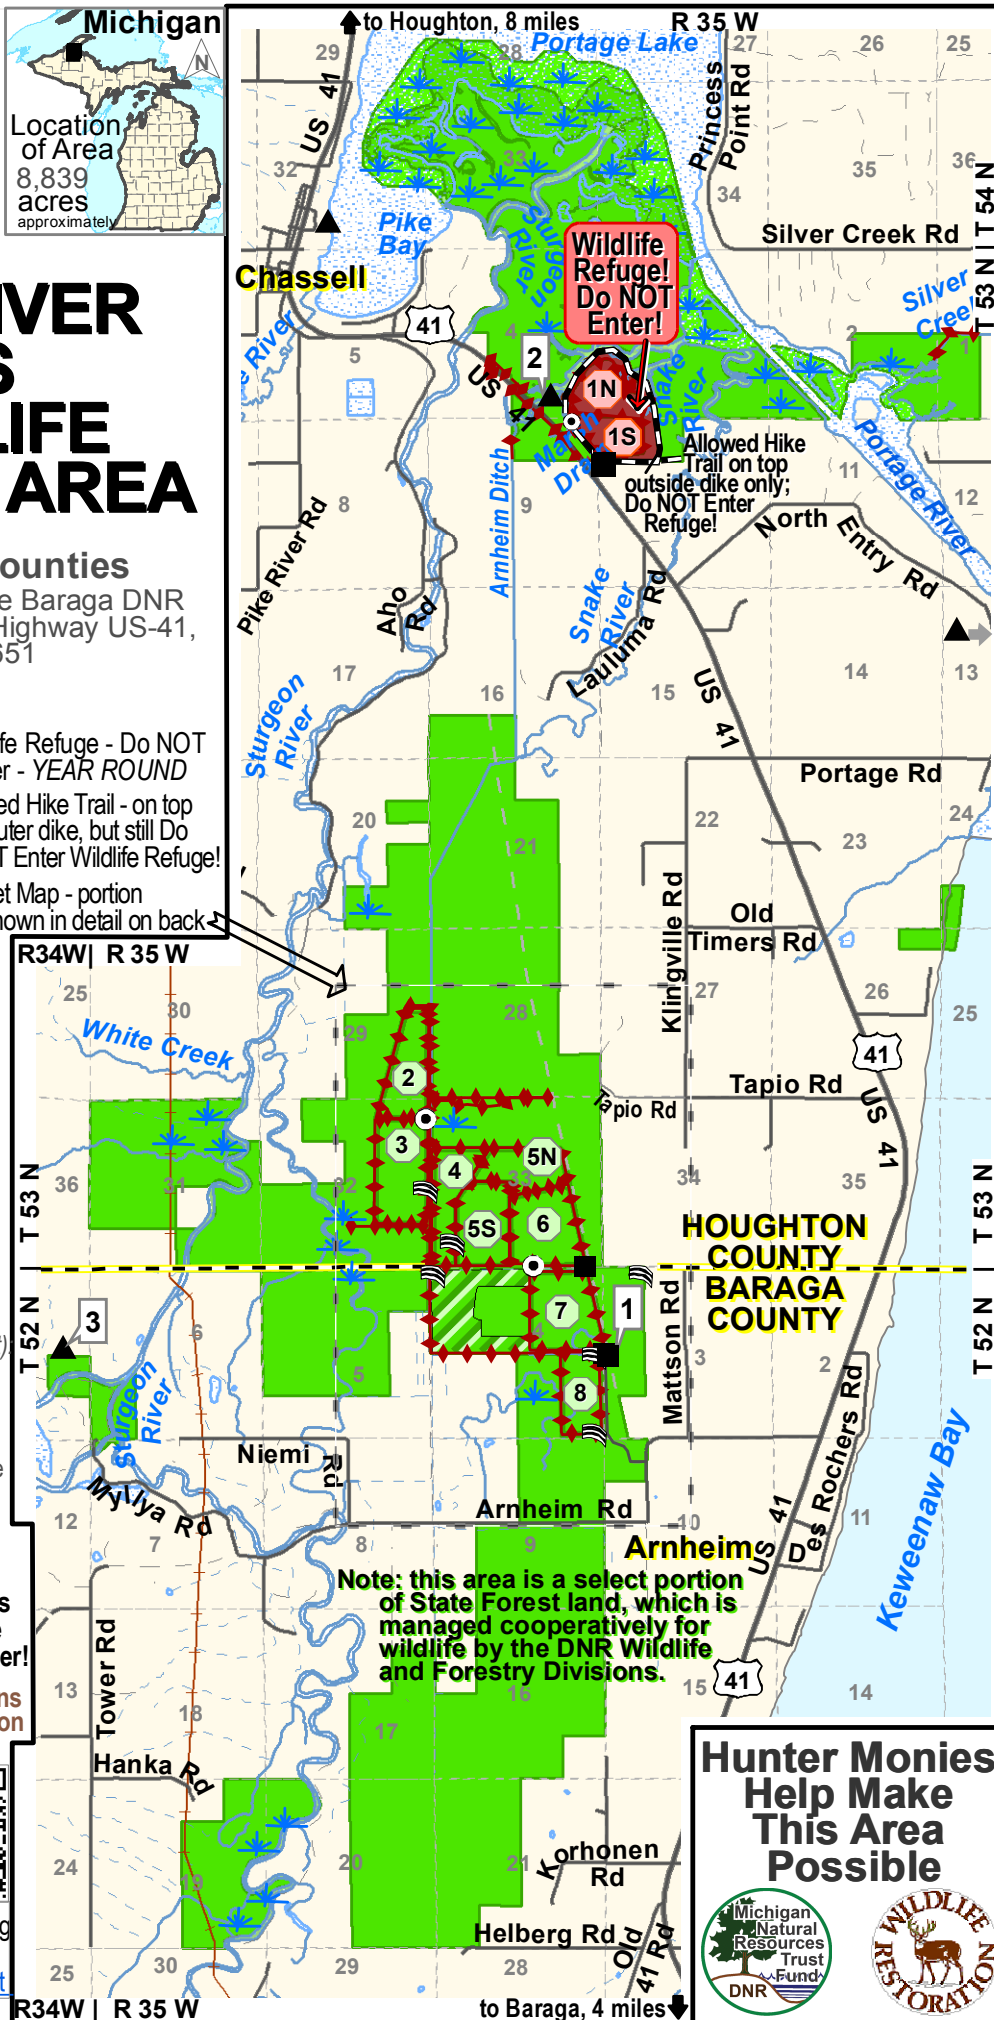 Michigan
N
Location
of Area
8,839
acres
approximately
to Houghton, 8 miles
R 35 W
Portage Lake
29
28
27
26
25
US 41
Princess
Point Rd
32
33
34
35
36
T 54 N
T 53 N
Pike
Bay
Sturgeon
River
Wildlife
Refuge!
Do NOT
Enter!
Silver Creek Rd
Silver
Creek
Chassell
41
5
4
2
1
US 41
2
1N
1S
Snake
River
Marsh
Dr
Allowed Hike
Trail on top
outside dike only;
Do NOT Enter
Refuge!
Portage River
IVER
S
LIFE
AREA
ounties
e Baraga DNR
Highway US-41,
651
Pike River Rd
8
9
11
12
Arnheim Ditch
North Entry Rd
Aho
Rd
Snake
River
Lauluma Rd
17
16
15
14
13
US 41
Sturgeon
River
fe Refuge - Do NOT
er - YEAR ROUND
ed Hike Trail - on top
uter dike, but still Do
T Enter Wildlife Refuge!
et Map - portion
hown in detail on back
Portage Rd
20
21
22
23
24
Klingville Rd
Old
Timers Rd
R34W| R 35 W
25
30
29
28
27
26
25
White Creek
41
2
Tapio Rd
Tapio Rd
US 41
3
4
5N
36
31
32
33
34
35
T 53 N
T 53 N
5S
6
HOUGHTON
COUNTY
BARAGA
COUNTY
T 52 N
T 52 N
7
1
3
6
5
4
3
2
Mattson Rd
8
Sturgeon
River
Niemi
Rd
Myllya Rd
Arnheim Rd
Des Rochers Rd
Keweenaw Bay
12
7
8
9
10
11
Arnheim
US 41
Note: this area is a select portion
of State Forest land, which is
managed cooperatively for
wildlife by the DNR Wildlife
and Forestry Divisions.
s
e
er!
ns
on
Tower Rd
13
18
17
16
15
14
41
Hanka Rd
Hunter Monies
Help Make
This Area
Possible
24
19
20
21
Korhonen
Rd
Michigan
Natural
Resources
Trust
Fund
DNR
WILDLIFE
RESTORATION
Helberg Rd
Old
41 Rd
g
t
25
30
29
28
R34W | R 35 W
to Baraga, 4 miles